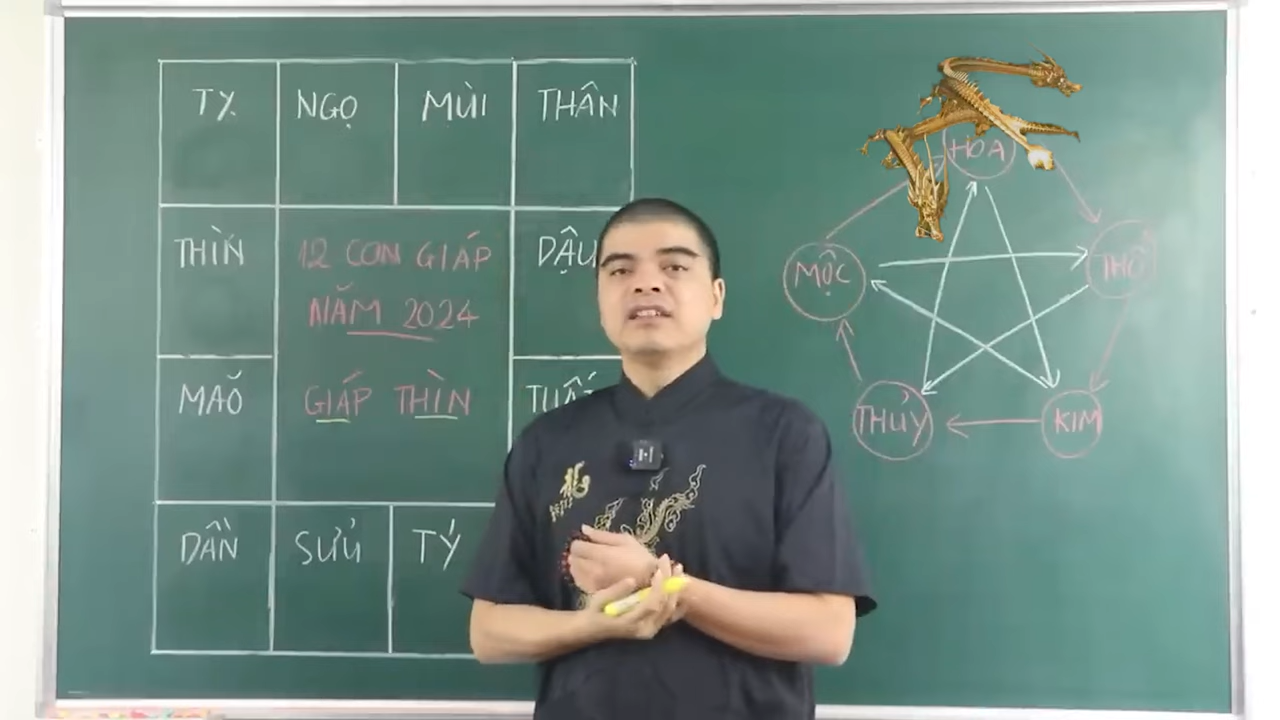 TỴ
NGỌ
MÙI
THÂN
THÌN
12 CON GIÁP
DẬU
NĂM 2024
MÃO
GIÁP THÌN
DẦN
SỬU
TÝ
HỎA
MỘC
THỔ
THỦY
KIM